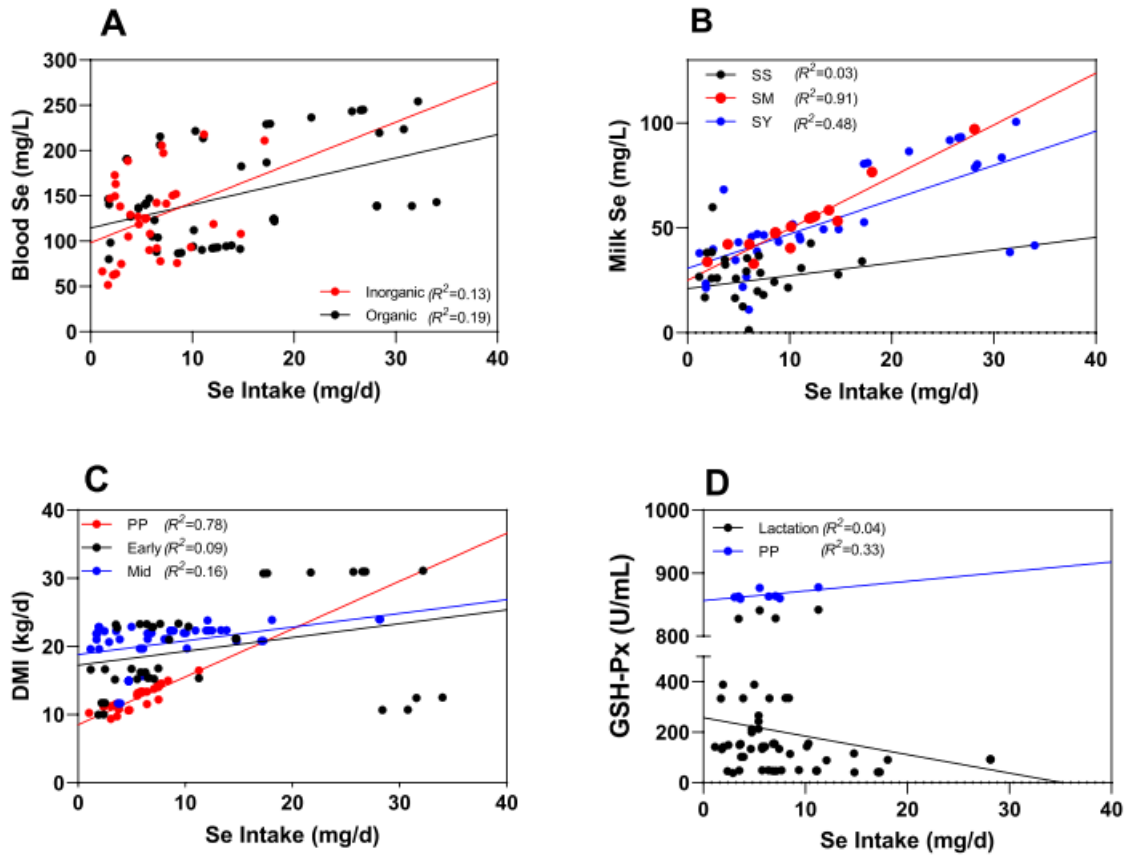 A
300
250
200
150
100
50
0
Blood Se (mg/L)
Inorganic (R²=0.13)
Organic (R²=0.19)
0 10 20 30 40
Se Intake (mg/d)
B
100
50
0
Milk Se (mg/L)
SS (R²=0.03)
SM (R²=0.91)
SY (R²=0.48)
0 10 20 30 40
Se Intake (mg/d)
C
40
30
20
10
0
DMI (kg/d)
PP (R²=0.78)
Early (R²=0.09)
Mid (R²=0.16)
0 10 20 30 40
Se Intake (mg/d)
D
1000
900
800
400
200
0
GSH-Px (U/mL)
Lactation (R²=0.04)
PP (R²=0.33)
0 10 20 30 40
Se Intake (mg/d)